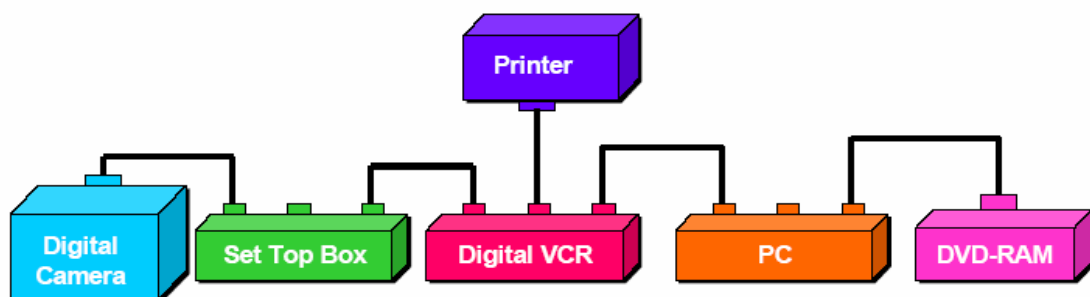 Printer
Digital
Camera
Set Top Box
Digital VCR
PC
DVD-RAM